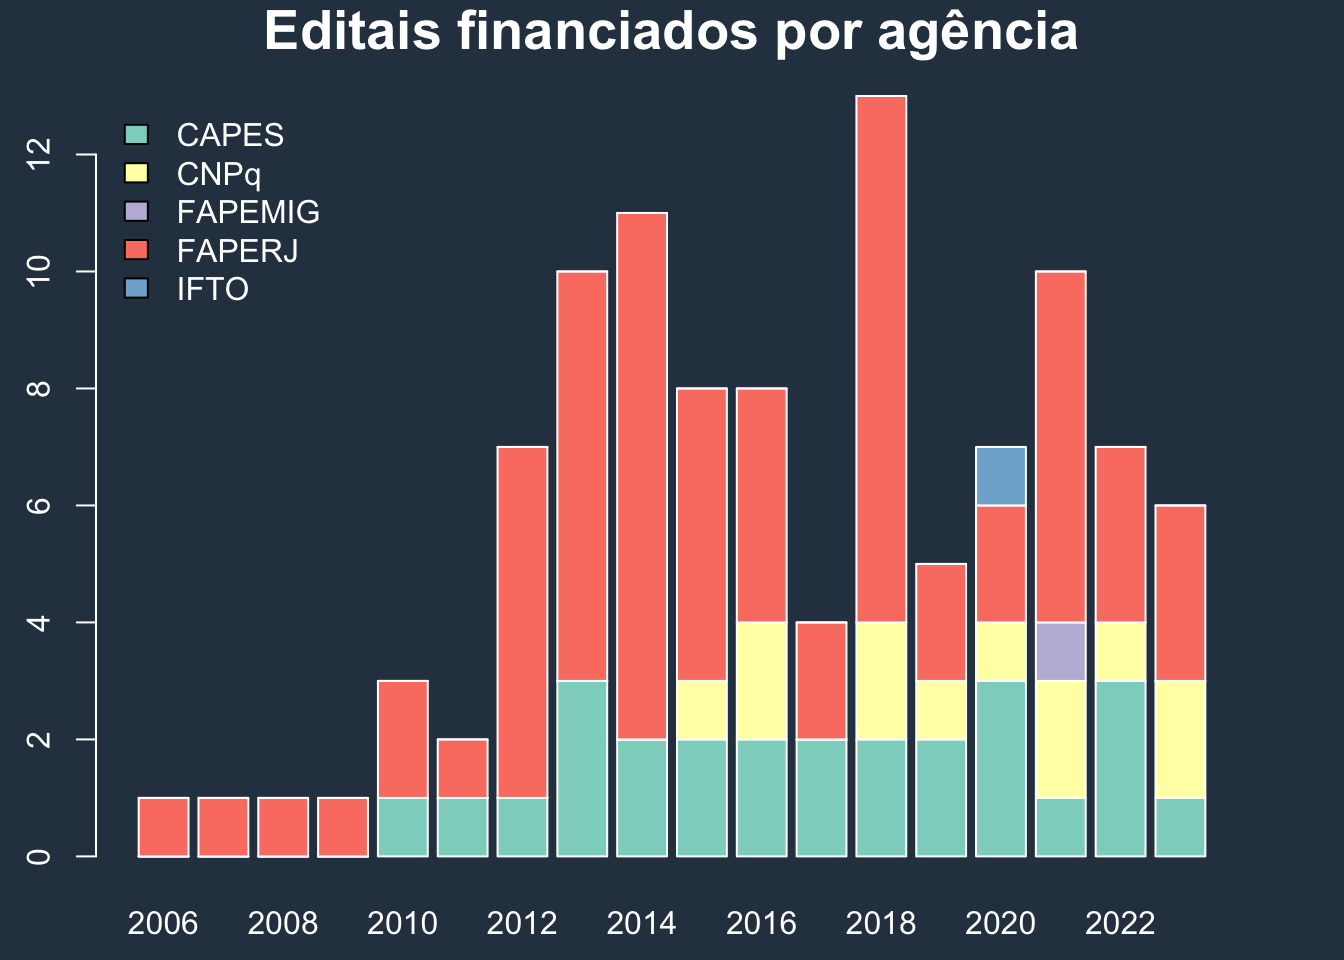 Editais financiados por agência
CAPES
CNPq
FAPEMIG
FAPERJ
IFTO
12
10
8
6
4
2
0
2006 2008 2010 2012 2014 2016 2018 2020 2022